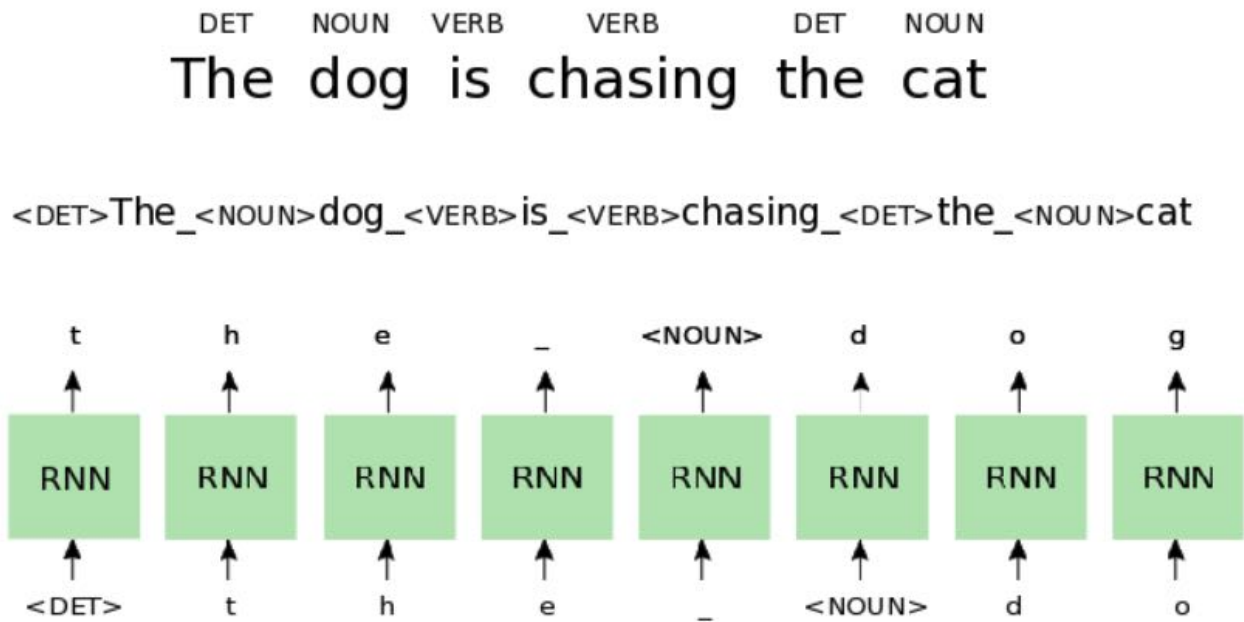 DET NOUN VERB VERB DET NOUN
The dog is chasing the cat
<DET>The_<NOUN>dog_<VERB>is_<VERB>chasing_<DET>the_<NOUN>cat
t h e _ <NOUN> d o g
RNN RNN RNN RNN RNN RNN RNN RNN
<DET> t h e _ <NOUN> d o